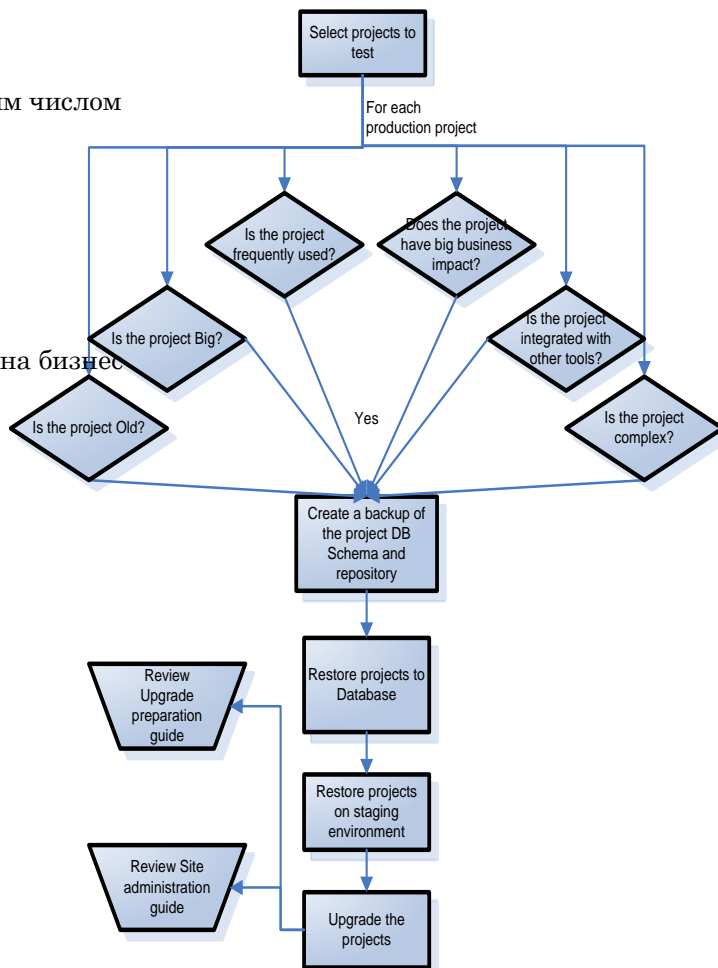 Select projects to
test
им числом
For each
production project
Is the project
frequently used?
Does the project
have big business
impact?
Is the project Big?
Is the project
integrated with
other tools?
на бизнес
Is the project Old?
Yes
Is the project
complex?
Create a backup of
the project DB
Schema and
repository
Review
Upgrade
preparation
guide
Restore projects to
Database
Restore projects
on staging
environment
Review Site
administration
guide
Upgrade the
projects